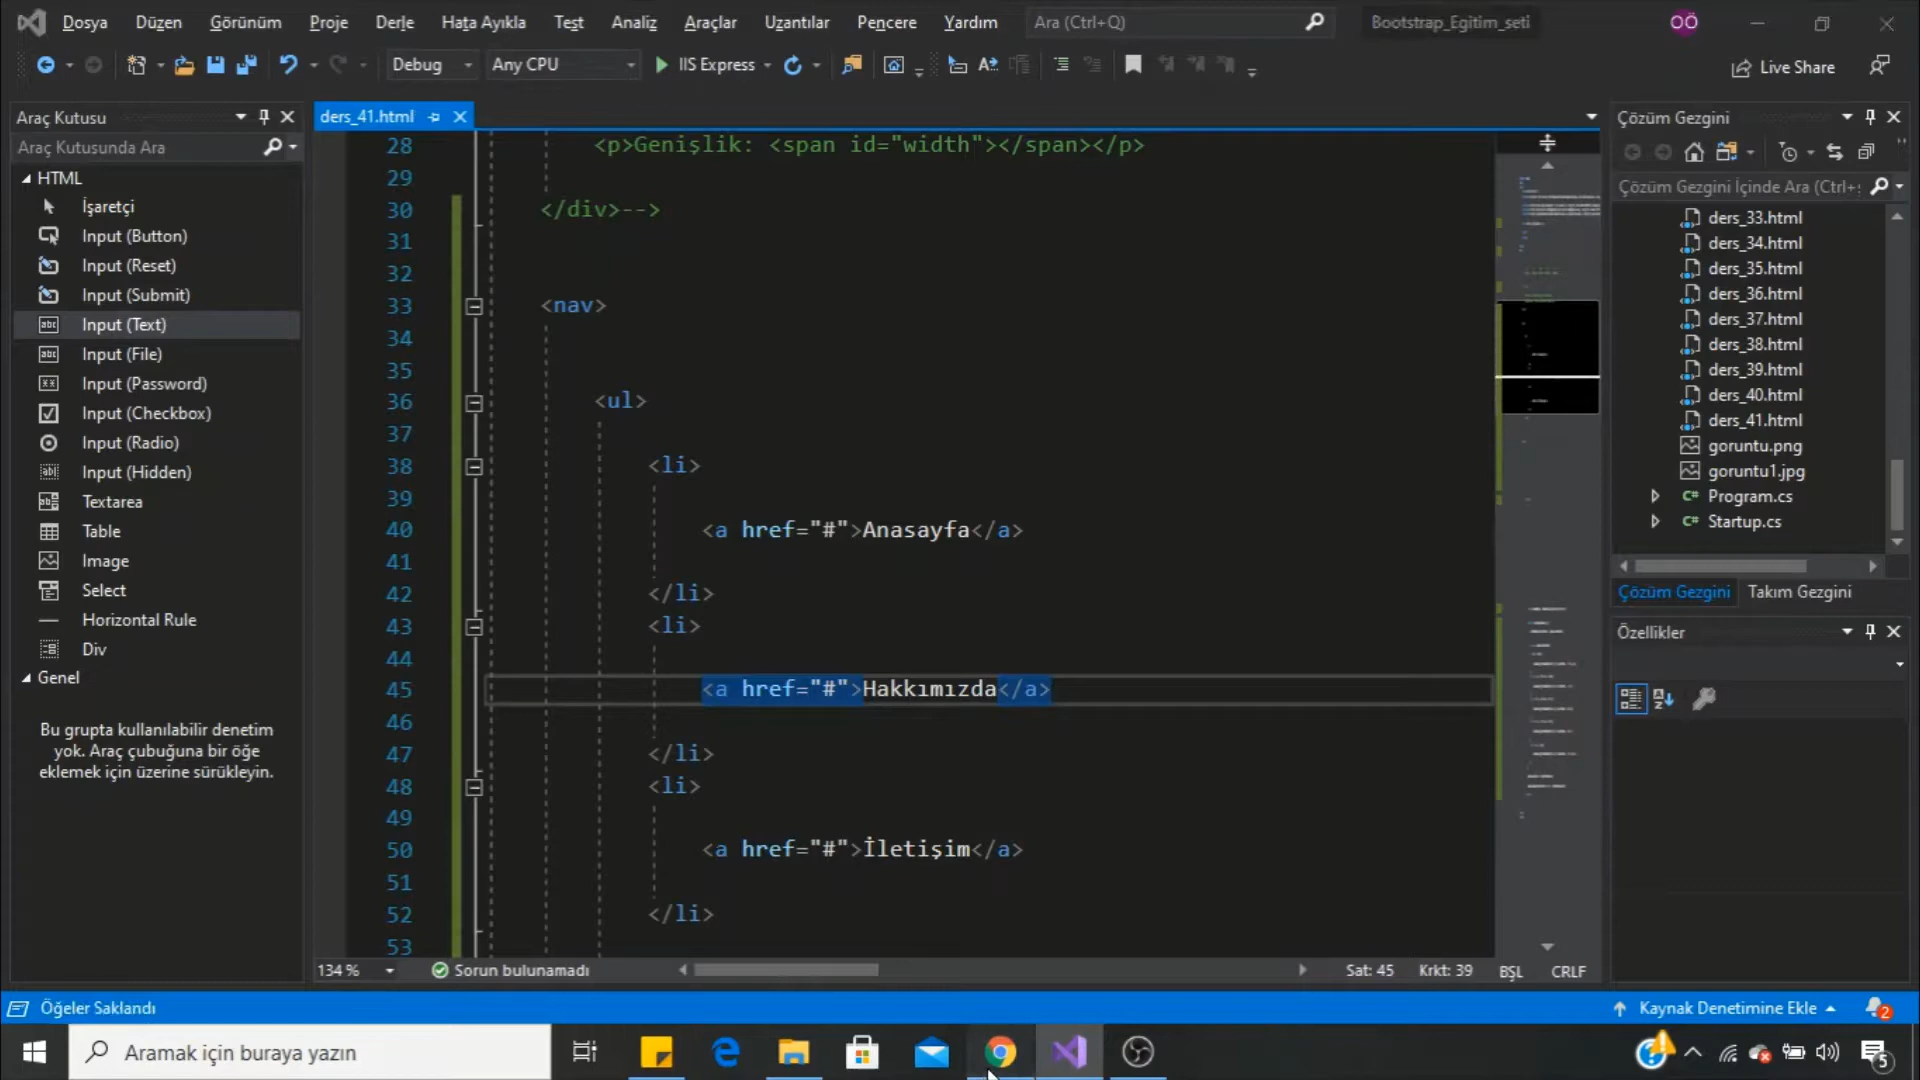 Dosya Düzen Görünüm Proje Derle Hata Ayıkla Test Analiz Araçlar Uzantılar Pencere Yardım Ara (Ctrl+Q) Bootstrap_Egitim_seti OÖ
Debug Any CPU IIS Express Live Share
Araç Kutusu
Araç Kutusunda Ara
HTML
İşaretçi
Input (Button)
Input (Reset)
Input (Submit)
Input (Text)
Input (File)
Input (Password)
Input (Checkbox)
Input (Radio)
Input (Hidden)
Textarea
Table
Image
Select
Horizontal Rule
Div
Genel
Bu grupta kullanılabilir denetim
yok. Araç çubuğuna bir öğe
eklemek için üzerine sürükleyin.
ders_41.html
28 <p>Genişlik: <span id="width"></span></p>
29
30 </div>-->
31
32
33 <nav>
34
35
36 <ul>
37
38 <li>
39
40 <a href="#">Anasayfa</a>
41
42 </li>
43 <li>
44
45 <a href="#">Hakkımızda</a>
46
47 </li>
48 <li>
49
50 <a href="#">İletişim</a>
51
52 </li>
53
134 % Sorun bulunamadı Sat: 45 Krkt: 39 BŞL CRLF
Çözüm Gezgini
Çözüm Gezgini İçinde Ara (Ctrl+ş
ders_33.html
ders_34.html
ders_35.html
ders_36.html
ders_37.html
ders_38.html
ders_39.html
ders_40.html
ders_41.html
goruntu.png
goruntu1.jpg
C# Program.cs
C# Startup.cs
Çözüm Gezgini Takım Gezgini
Özellikler
Öğeler Saklandı Kaynak Denetimine Ekle 2
Aramak için buraya yazın 5